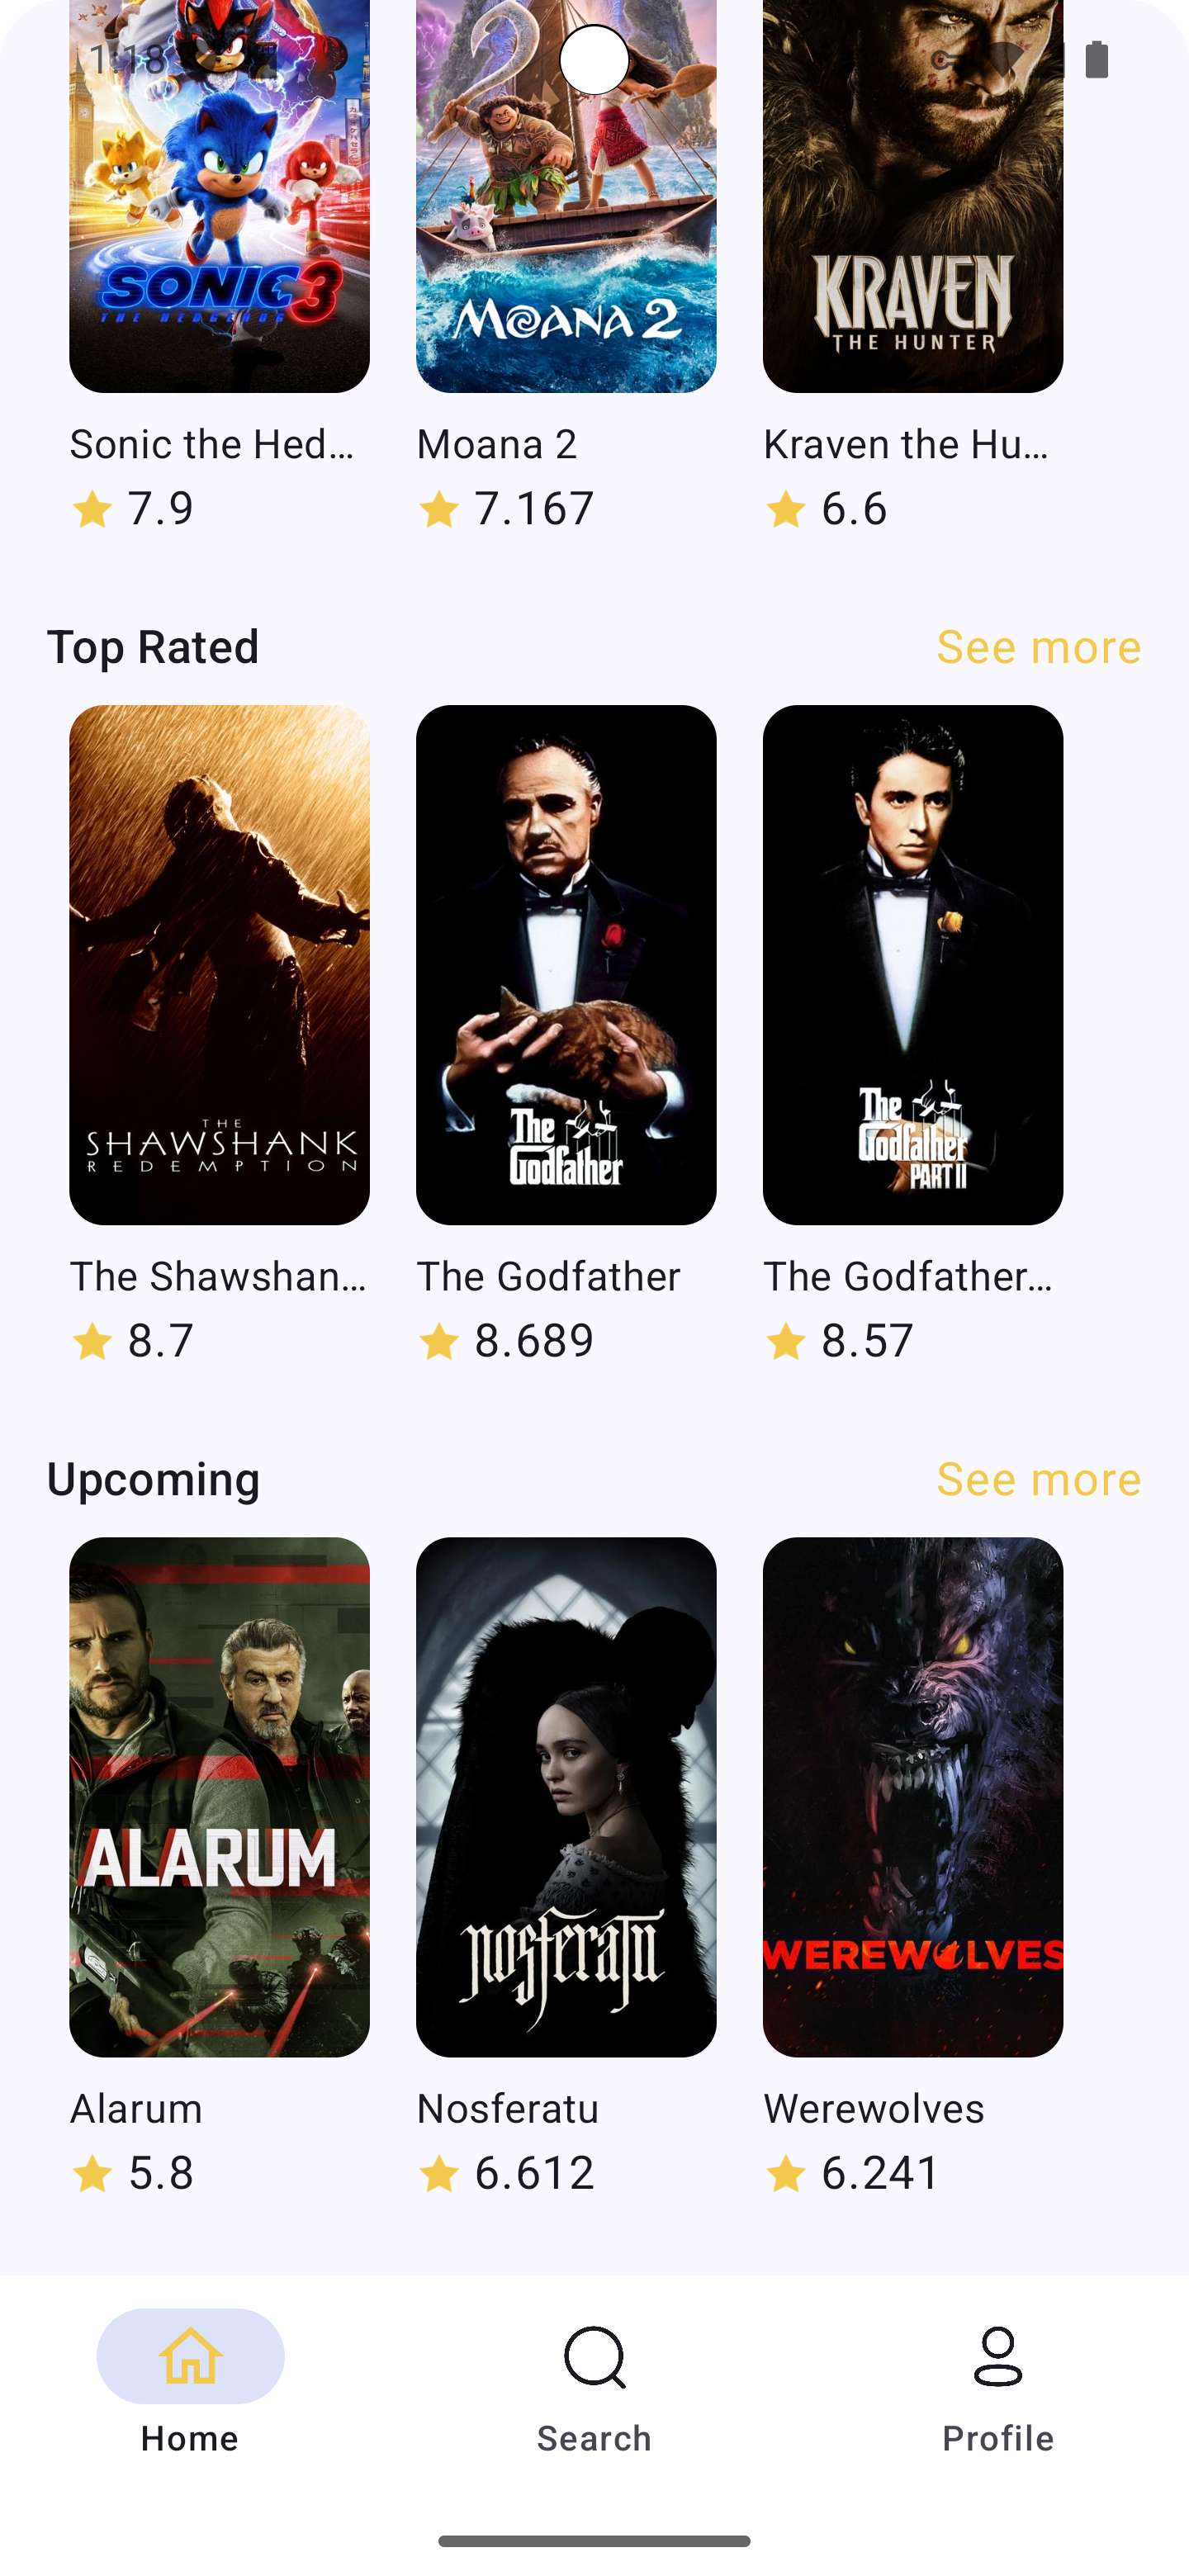 1:18
SONIC 3
THE HEDGEHOG
MOANA 2
KRAVEN
THE HUNTER
Sonic the Hed…
Moana 2
Kraven the Hu…
7.9
7.167
6.6
Top Rated
See more
THE
SHAWSHANK
REDEMPTION
The
Godfather
The
Godfather
PART II
The Shawshan…
The Godfather
The Godfather…
8.7
8.689
8.57
Upcoming
See more
ALARUM
nosferatu
WEREWOLVES
Alarum
Nosferatu
Werewolves
5.8
6.612
6.241
Home
Search
Profile